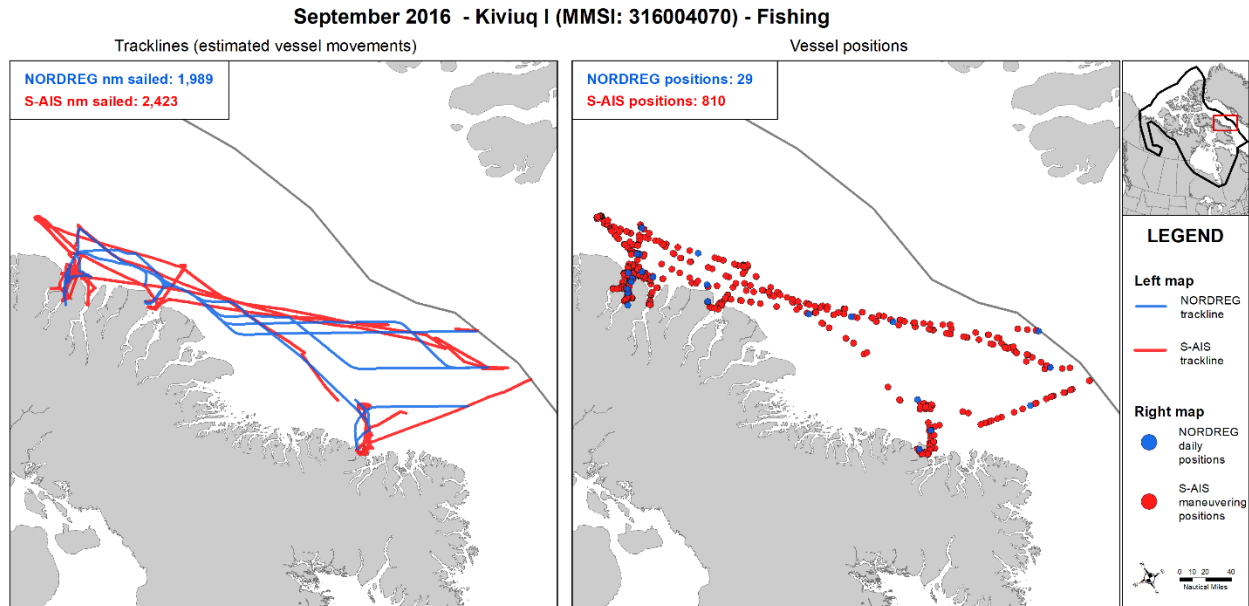 September 2016 - Kiviuq I (MMSI: 316004070) - Fishing
Tracklines (estimated vessel movements)
NORDREG nm sailed: 1,989
S-AIS nm sailed: 2,423
Vessel positions
NORDREG positions: 29
S-AIS positions: 810
LEGEND
Left map
NORDREG
trackline
S-AIS
trackline
Right map
NORDREG
daily
positions
S-AIS
maneuvering
positions
N
E
S
W
0 10 20 40
Nautical Miles